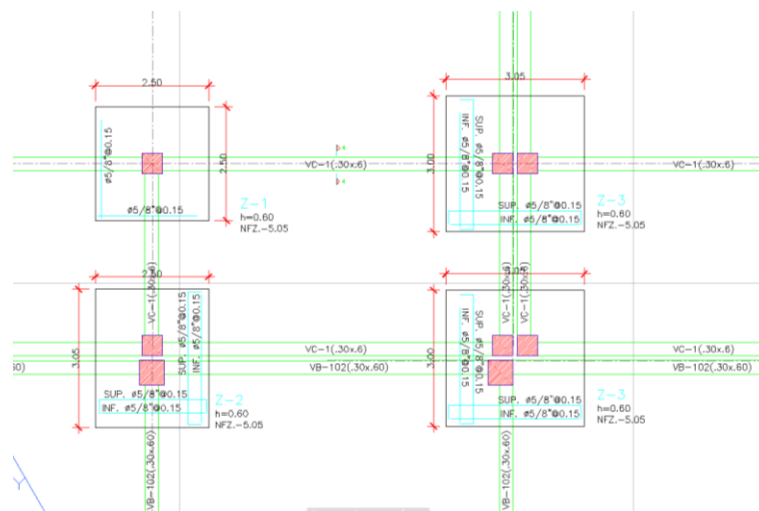 2.50
2.50
ø5/8"@0.15
ø5/8"@0.15
Z-1
h=0.60
NFZ.-5.05
VC-1(.30x.6)
3.05
3.00
INF. ø5/8"@0.15
SUP. ø5/8"@0.15
SUP. ø5/8"@0.15
INF. ø5/8"@0.15
Z-3
h=0.60
NFZ.-5.05
VC-1(.30x.6)
VC-1(.30x.6)
2.50
3.05
SUP. ø5/8"@0.15
INF. ø5/8"@0.15
SUP. ø5/8"@0.15
INF. ø5/8"@0.15
Z-2
h=0.60
NFZ.-5.05
VC-1(.30x.6)
VB-102(.30x.60)
60)
VB-102(.30x.60)
VC-1(.30x.6)
VC-1(.30x.6)
3.05
3.00
INF. ø5/8"@0.15
SUP. ø5/8"@0.15
SUP. ø5/8"@0.15
INF. ø5/8"@0.15
Z-3
h=0.60
NFZ.-5.05
VC-1(.30x.6)
VB-102(.30x.60)
VB-102(.30x.60)
Y